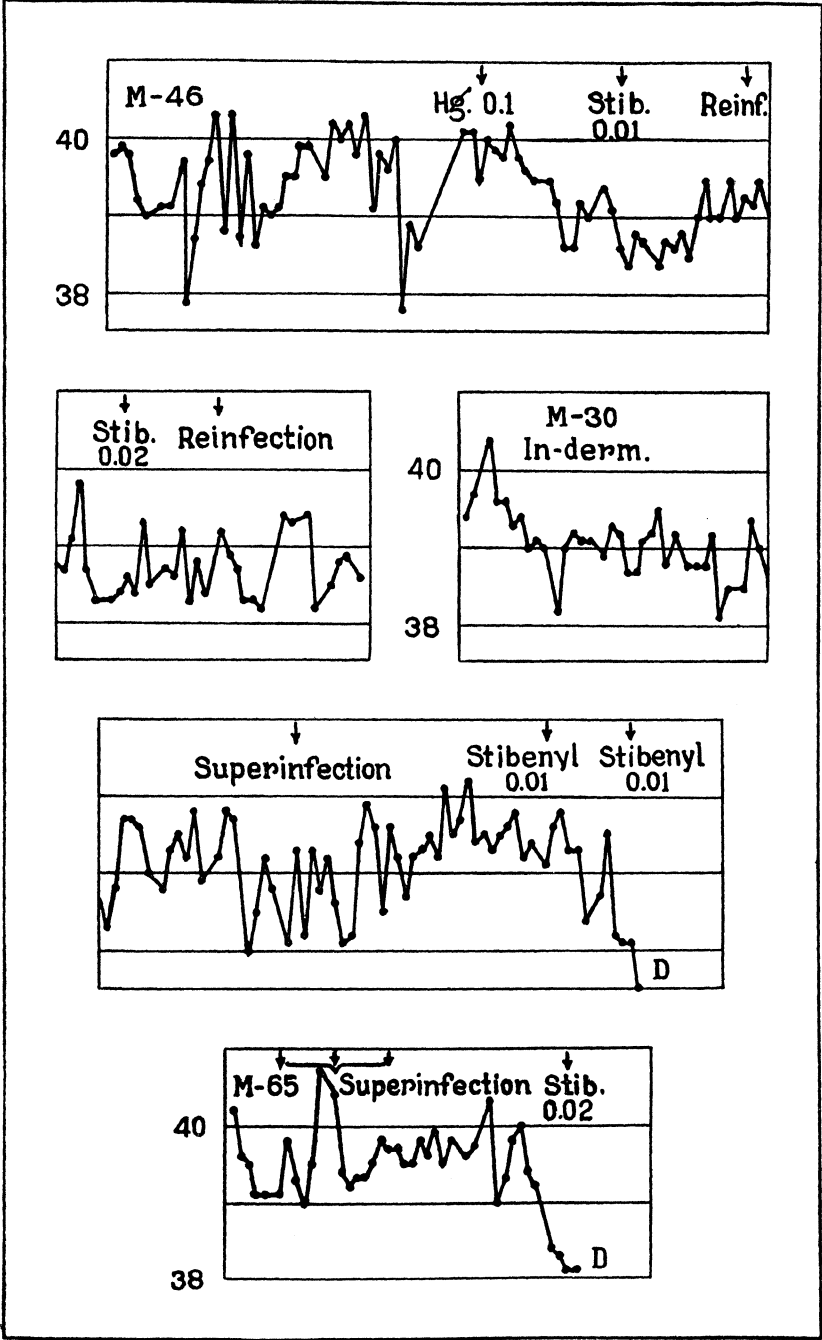 M-46
Hg. 0.1
Stib.
0.01
Reinf.
40
38
Stib.
0.02
Reinfection
M-30
In-derm.
40
38
Superinfection
Stibenyl
0.01
Stibenyl
0.01
D
M-65
Superinfection
Stib.
0.02
40
38
D